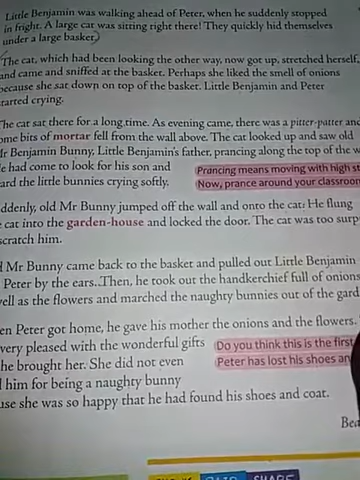 Little Benjamin was walking ahead of Peter, when he suddenly stopped
in fright. A large cat was sitting right there! They quickly hid themselves
under a large basket.
The cat, which had been looking the other way, now got up, stretched herself,
and came and sniffed at the basket. Perhaps she liked the smell of onions
because she sat down on top of the basket. Little Benjamin and Peter
started crying.
The cat sat there for a long time. As evening came, there was a pitter-patter and
some bits of mortar fell from the wall above. The cat looked up and saw old
Mr Benjamin Bunny, Little Benjamin's father, prancing along the top of the w
He had come to look for his son and
heard the little bunnies crying softly.
Prancing means moving with high st
Now, prance around your classroom
ddenly, old Mr Bunny jumped off the wall and onto the cat. He flung
e cat into the garden-house and locked the door. The cat was too surp
scratch him.
d Mr Bunny came back to the basket and pulled out Little Benjamin
Peter by the ears. Then, he took out the handkerchief full of onions
well as the flowers and marched the naughty bunnies out of the gard
en Peter got home, he gave his mother the onions and the flowers.
very pleased with the wonderful gifts
he brought her. She did not even
him for being a naughty bunny
use she was so happy that he had found his shoes and coat.
Do you think this is the first
Peter has lost his shoes an
Bea
SHARE